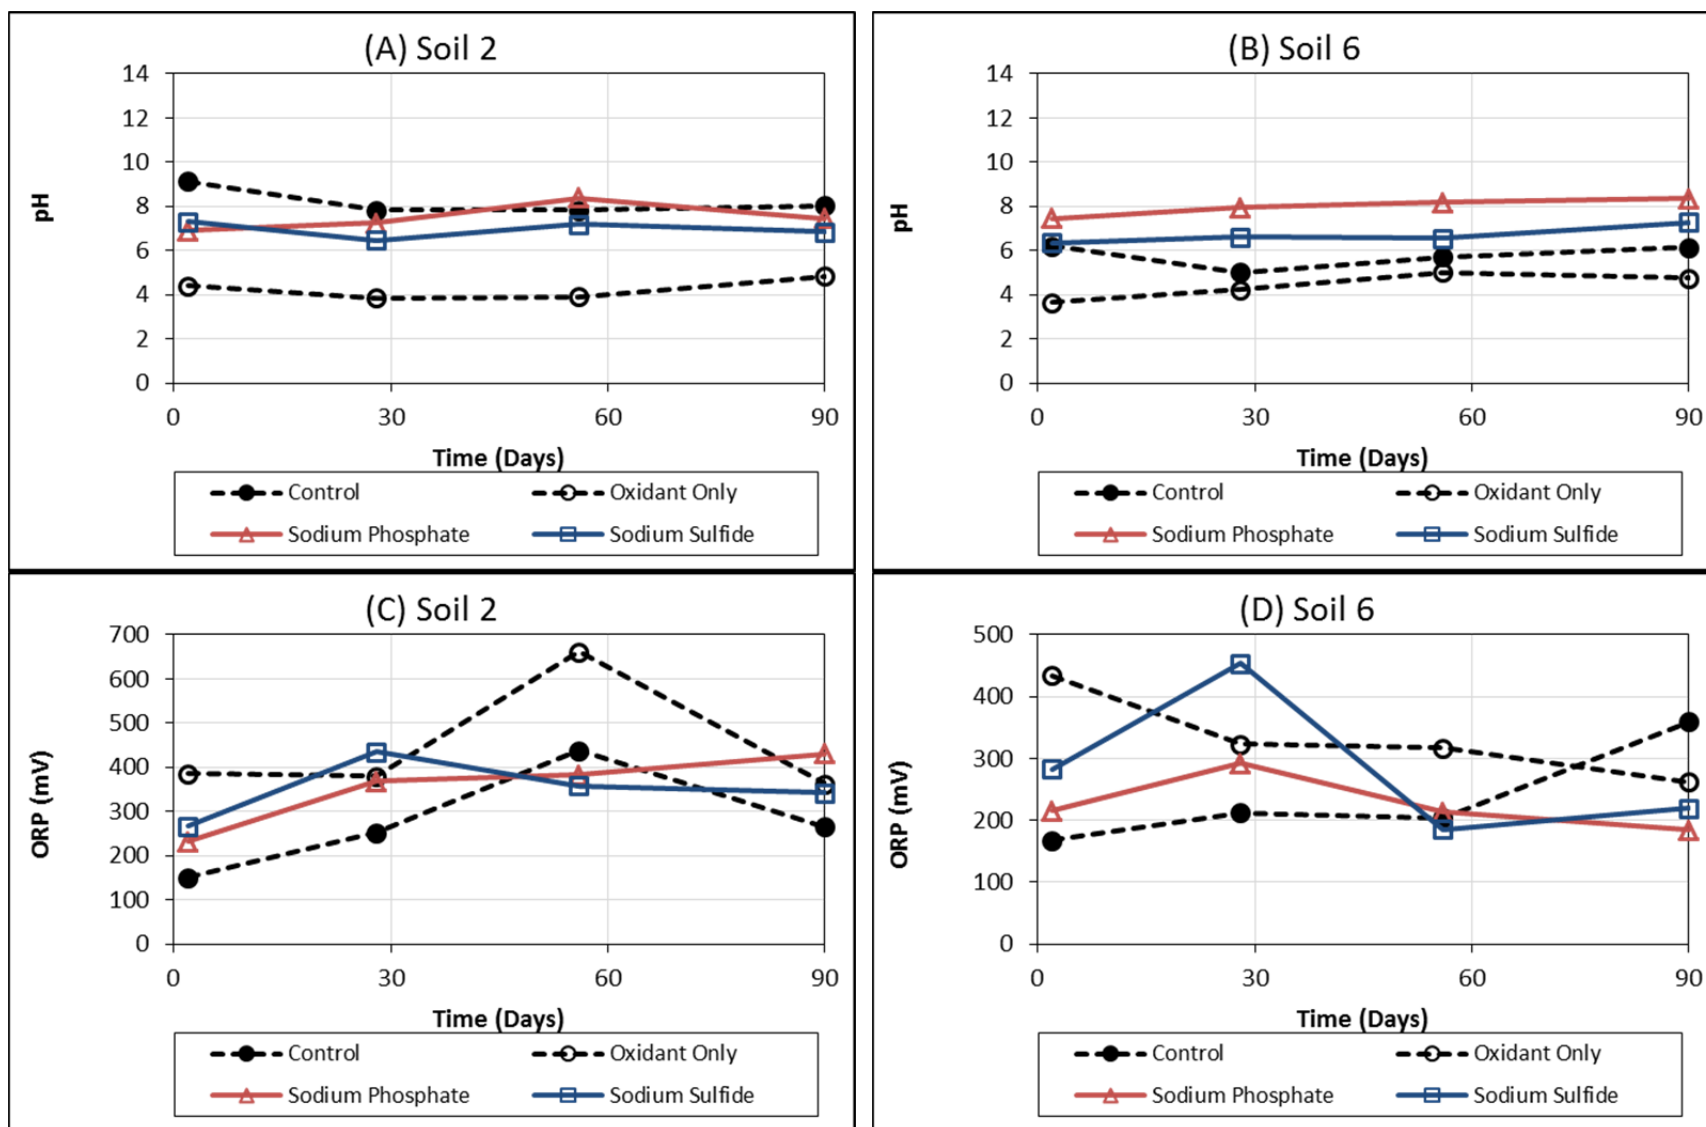 (A) Soil 2
14
12
10
8
6
4
2
0
pH
0 30 60 90
Time (Days)
Control Oxidant Only
Sodium Phosphate Sodium Sulfide
(B) Soil 6
14
12
10
8
6
4
2
0
pH
0 30 60 90
Time (Days)
Control Oxidant Only
Sodium Phosphate Sodium Sulfide
(C) Soil 2
700
600
500
400
300
200
100
0
ORP (mV)
0 30 60 90
Time (Days)
Control Oxidant Only
Sodium Phosphate Sodium Sulfide
(D) Soil 6
500
400
300
200
100
0
ORP (mV)
0 30 60 90
Time (Days)
Control Oxidant Only
Sodium Phosphate Sodium Sulfide